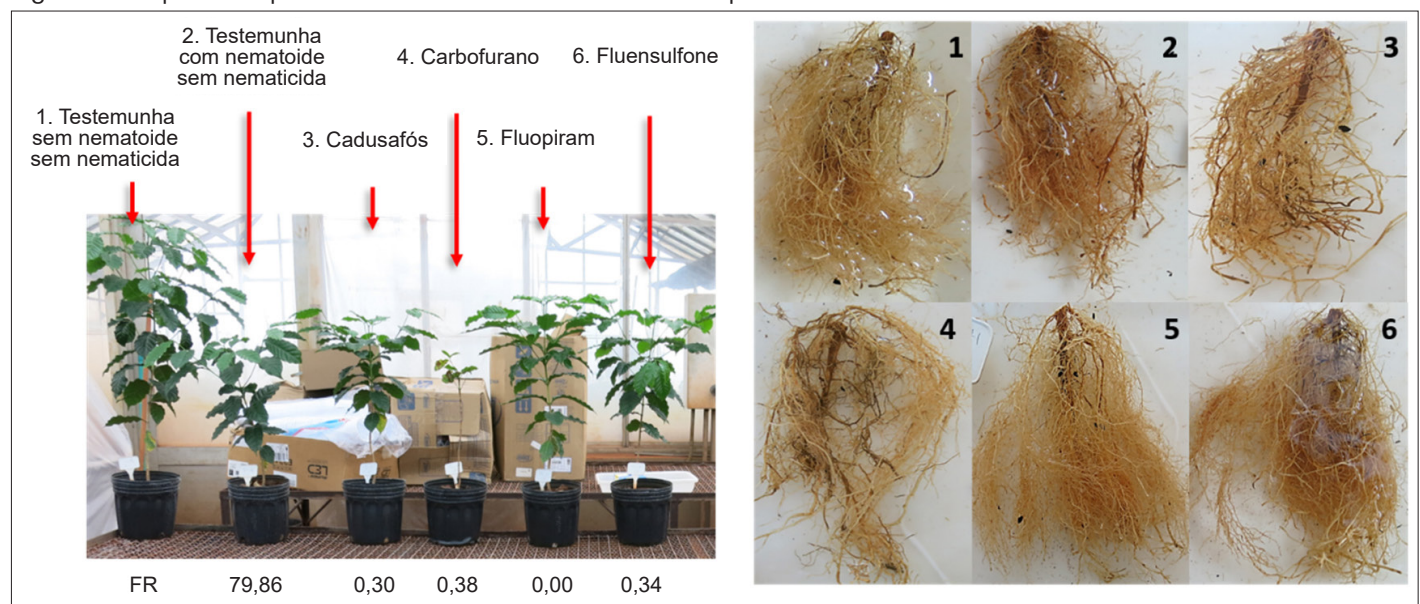 2. Testemunha
com nematoide
sem nematicida
4. Carbofurano
6. Fluensulfone
1. Testemunha
sem nematoide
sem nematicida
3. Cadusafós
5. Fluopiram
FR
79,86
0,30
0,38
0,00
0,34
1
2
3
4
5
6